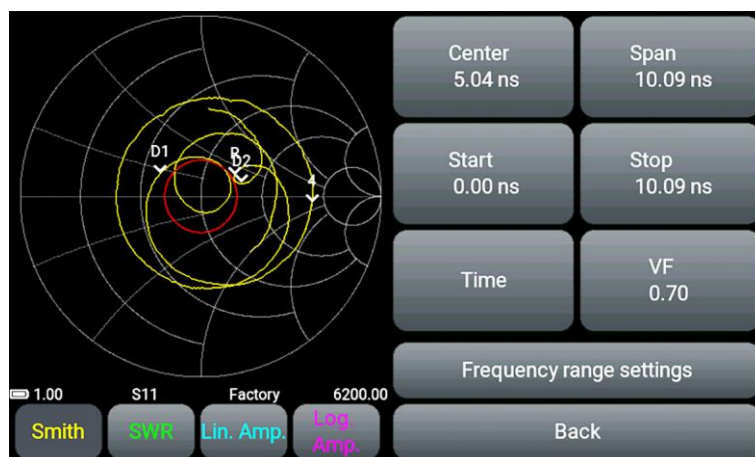 D1
R
D2
4
1.00 S11 Factory 6200.00
Smith
SWR
Lin. Amp.
Log.
Amp.
Center
5.04 ns
Span
10.09 ns
Start
0.00 ns
Stop
10.09 ns
Time
VF
0.70
Frequency range settings
Back